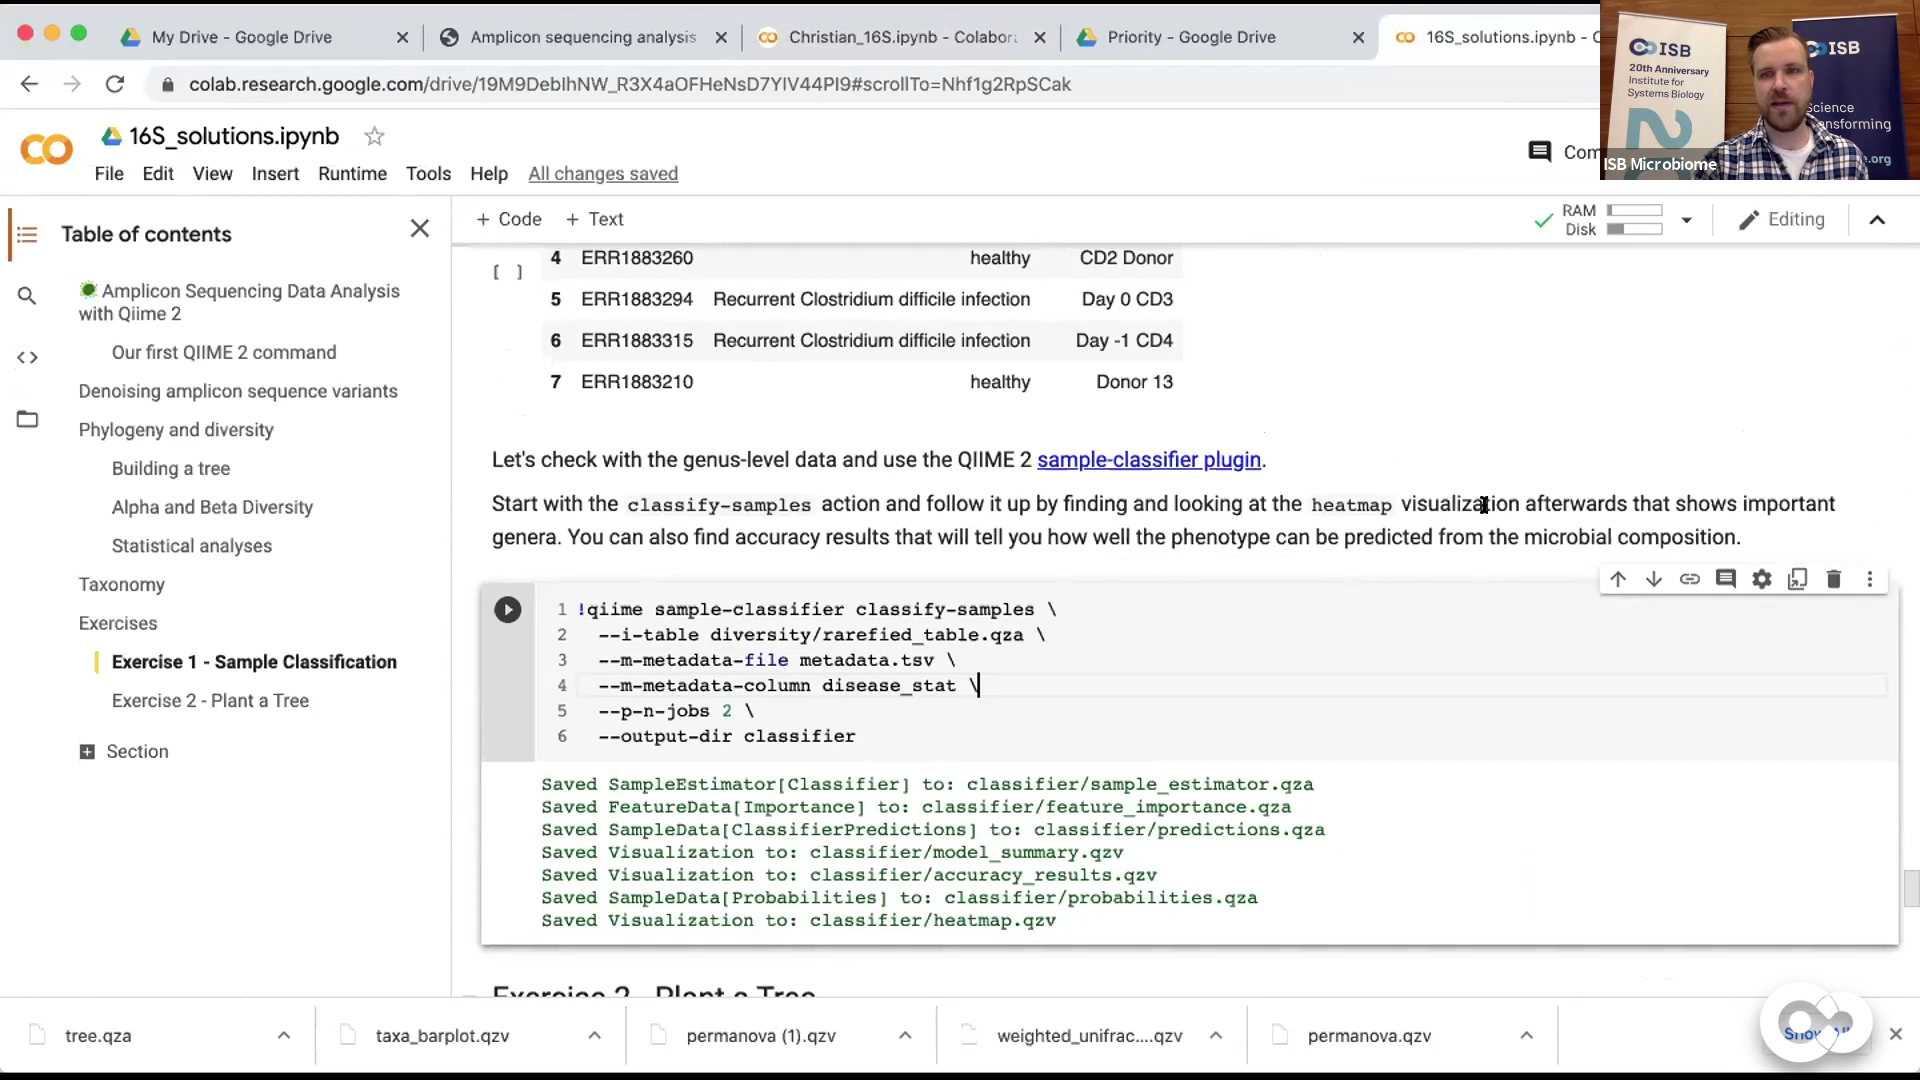 My Drive - Google Drive
Amplicon sequencing analysis
Christian_16S.ipynb - Colabora
Priority - Google Drive
16S_solutions.ipynb - C
colab.research.google.com/drive/19M9DebIhNW_R3X4aOFHeNsD7YIV44PI9#scrollTo=Nhf1g2RpSCak
ISB
20th Anniversary
Institute for
Systems Biology
ISB
Science
ansforming
e.org
ISB Microbiome
16S_solutions.ipynb
Com
File Edit View Insert Runtime Tools Help All changes saved
Table of contents
+ Code + Text
RAM
Disk
Editing
Amplicon Sequencing Data Analysis
with Qiime 2
Our first QIIME 2 command
Denoising amplicon sequence variants
Phylogeny and diversity
Building a tree
Alpha and Beta Diversity
Statistical analyses
Taxonomy
Exercises
Exercise 1 - Sample Classification
Exercise 2 - Plant a Tree
Section
[ ]
4 ERR1883260 healthy CD2 Donor
5 ERR1883294 Recurrent Clostridium difficile infection Day 0 CD3
6 ERR1883315 Recurrent Clostridium difficile infection Day -1 CD4
7 ERR1883210 healthy Donor 13
Let's check with the genus-level data and use the QIIME 2 sample-classifier plugin.
Start with the classify-samples action and follow it up by finding and looking at the heatmap visualization afterwards that shows important
genera. You can also find accuracy results that will tell you how well the phenotype can be predicted from the microbial composition.
1 !qiime sample-classifier classify-samples \
2 --i-table diversity/rarefied_table.qza \
3 --m-metadata-file metadata.tsv \
4 --m-metadata-column disease_stat \
5 --p-n-jobs 2 \
6 --output-dir classifier
Saved SampleEstimator[Classifier] to: classifier/sample_estimator.qza
Saved FeatureData[Importance] to: classifier/feature_importance.qza
Saved SampleData[ClassifierPredictions] to: classifier/predictions.qza
Saved Visualization to: classifier/model_summary.qzv
Saved Visualization to: classifier/accuracy_results.qzv
Saved SampleData[Probabilities] to: classifier/probabilities.qza
Saved Visualization to: classifier/heatmap.qzv
Exercise 2 - Plant a Tree
tree.qza
taxa_barplot.qzv
permanova (1).qzv
weighted_unifrac....qzv
permanova.qzv